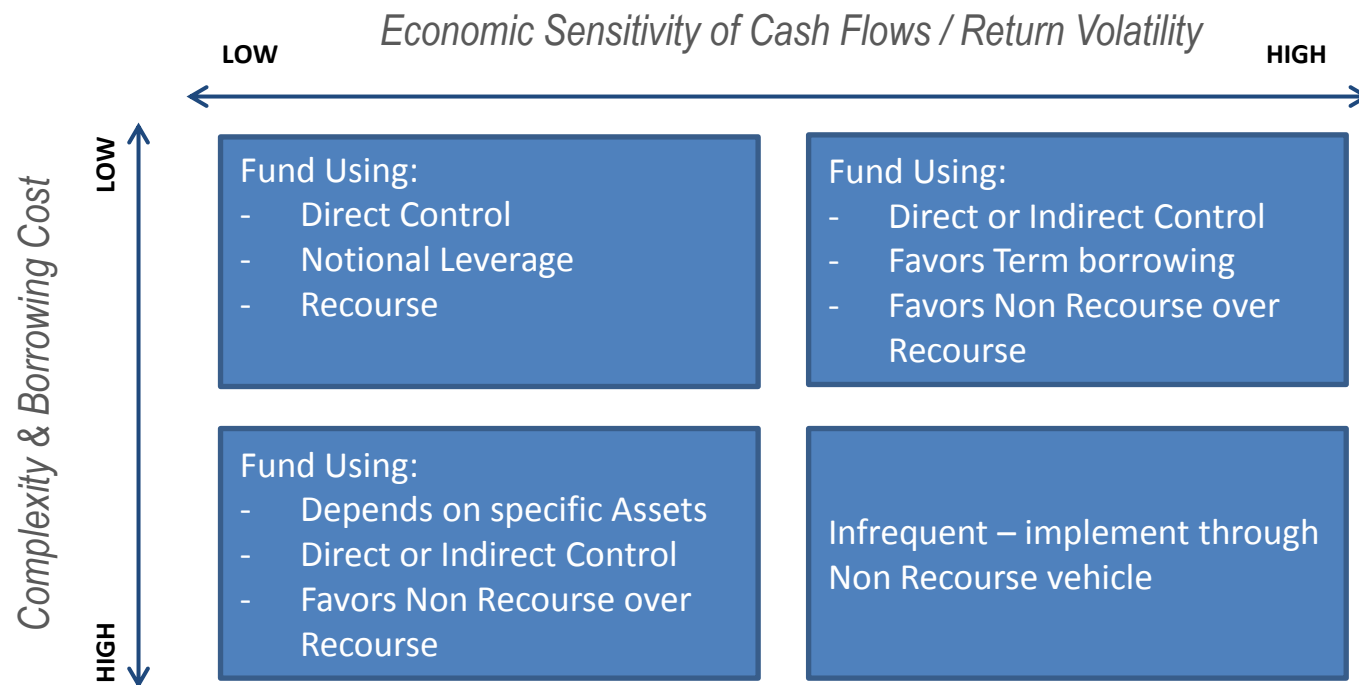 Economic Sensitivity of Cash Flows / Return Volatility
LOW
HIGH
Complexity & Borrowing Cost
LOW
HIGH
Fund Using:
- Direct Control
- Notional Leverage
- Recourse
Fund Using:
- Direct or Indirect Control
- Favors Term borrowing
- Favors Non Recourse over
Recourse
Fund Using:
- Depends on specific Assets
- Direct or Indirect Control
- Favors Non Recourse over
Recourse
Infrequent – implement through
Non Recourse vehicle